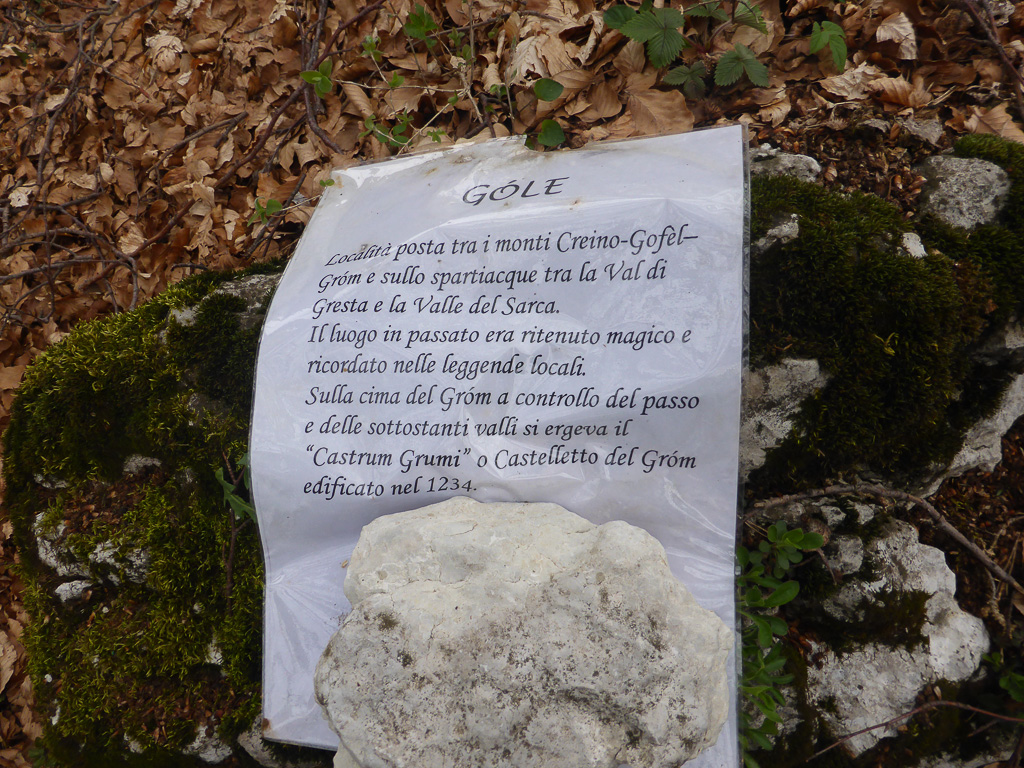 GÓLE
Località posta tra i monti Creino-Gofèl–
Gróm e sullo spartiacque tra la Val di
Gresta e la Valle del Sarca.
Il luogo in passato era ritenuto magico e
ricordato nelle leggende locali.
Sulla cima del Gróm a controllo del passo
e delle sottostanti valli si ergeva il
“Castrum Grumi” o Castelletto del Gróm
edificato nel 1234.